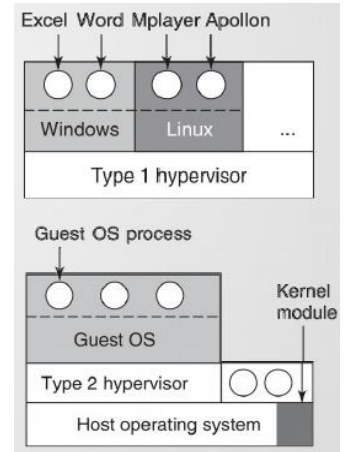 Excel Word Mplayer Apollon
Windows Linux ...
Type 1 hypervisor
Guest OS process
Kernel
module
Guest OS
Type 2 hypervisor
Host operating system